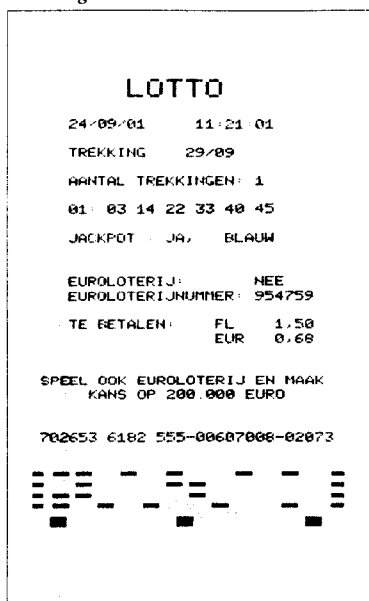 LOTTO
24/09/01 11:21:01
TREKKING 29/09
AANTAL TREKKINGEN: 1
01: 03 14 22 33 40 45
JACKPOT : JA, BLAUW
EUROLOTERIJ: NEE
EUROLOTERIJNUMMER: 954759
TE BETALEN: FL 1,50
EUR 0,68
SPEEL OOK EUROLOTERIJ EN MAAK
KANS OP 200.000 EURO
702653 6182 555-00607008-02073